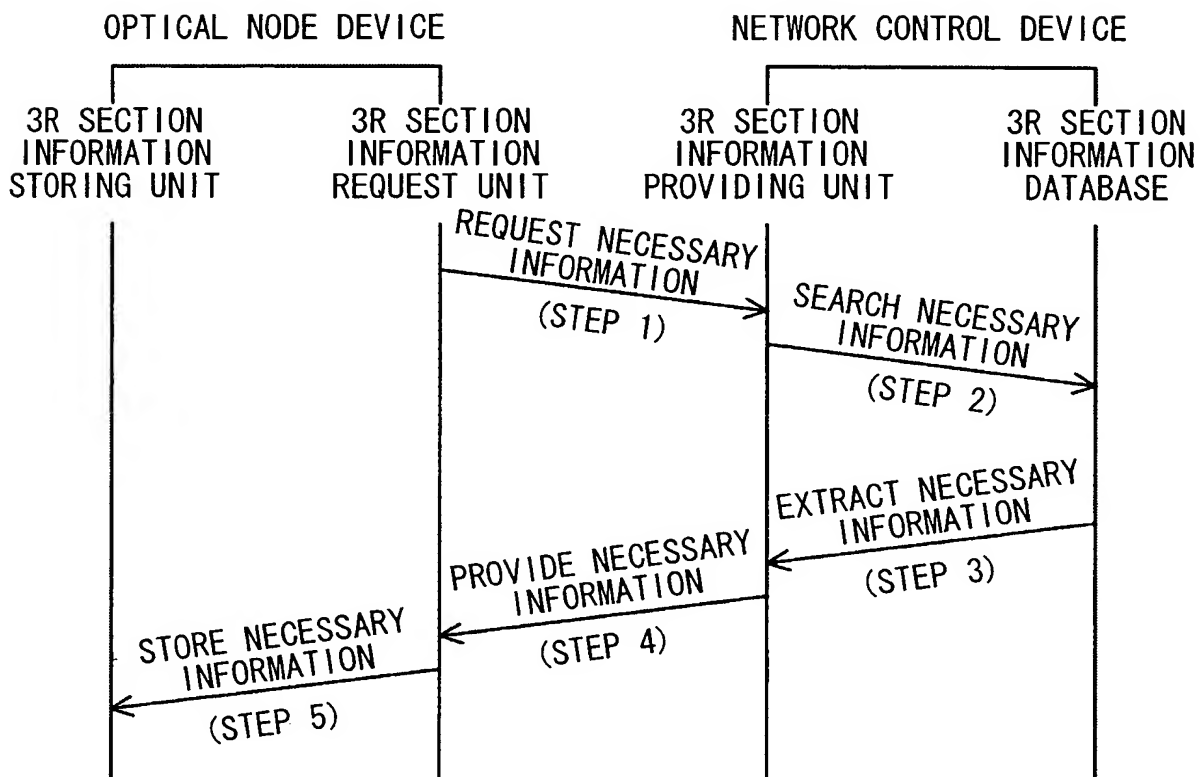 OPTICAL NODE DEVICE
NETWORK CONTROL DEVICE
3R SECTION
INFORMATION
STORING UNIT
3R SECTION
INFORMATION
REQUEST UNIT
3R SECTION
INFORMATION
PROVIDING UNIT
3R SECTION
INFORMATION
DATABASE
REQUEST NECESSARY
INFORMATION
(STEP 1)
SEARCH NECESSARY
INFORMATION
(STEP 2)
EXTRACT NECESSARY
INFORMATION
(STEP 3)
PROVIDE NECESSARY
INFORMATION
(STEP 4)
STORE NECESSARY
INFORMATION
(STEP 5)